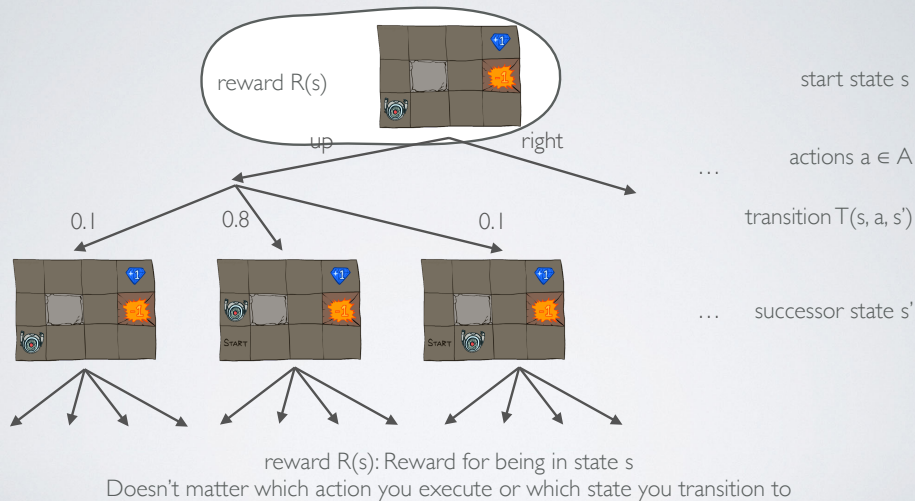 +1
reward R(s)
-1
start state s
up
right
… actions a ∈ A
0.1
0.8
0.1
transition T(s, a, s')
+1
+1
+1
-1
-1
-1
… successor state s'
START
START
reward R(s): Reward for being in state s
Doesn't matter which action you execute or which state you transition to